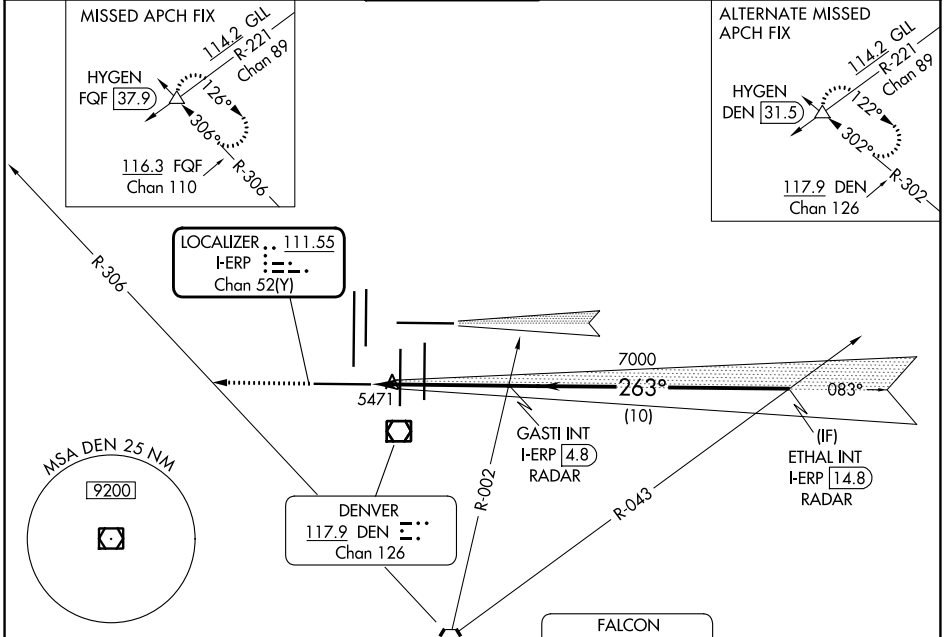 MISSED APCH FIX
114.2 GLL
R-221
Chan 89
HYGEN
FQF 37.9
126°
306°
116.3 FQF
Chan 110
R-306
ALTERNATE MISSED
APCH FIX
114.2 GLL
R-221
Chan 89
HYGEN
DEN 31.5
122°
302°
117.9 DEN
Chan 126
R-302
R-306
LOCALIZER 111.55
I-ERP
Chan 52(Y)
7000
263°
083°
(10)
5471
GASTI INT
I-ERP 4.8
RADAR
(IF)
ETHAL INT
I-ERP 14.8
RADAR
R-002
R-043
MSA DEN 25 NM
9200
DENVER
117.9 DEN
Chan 126
FALCON